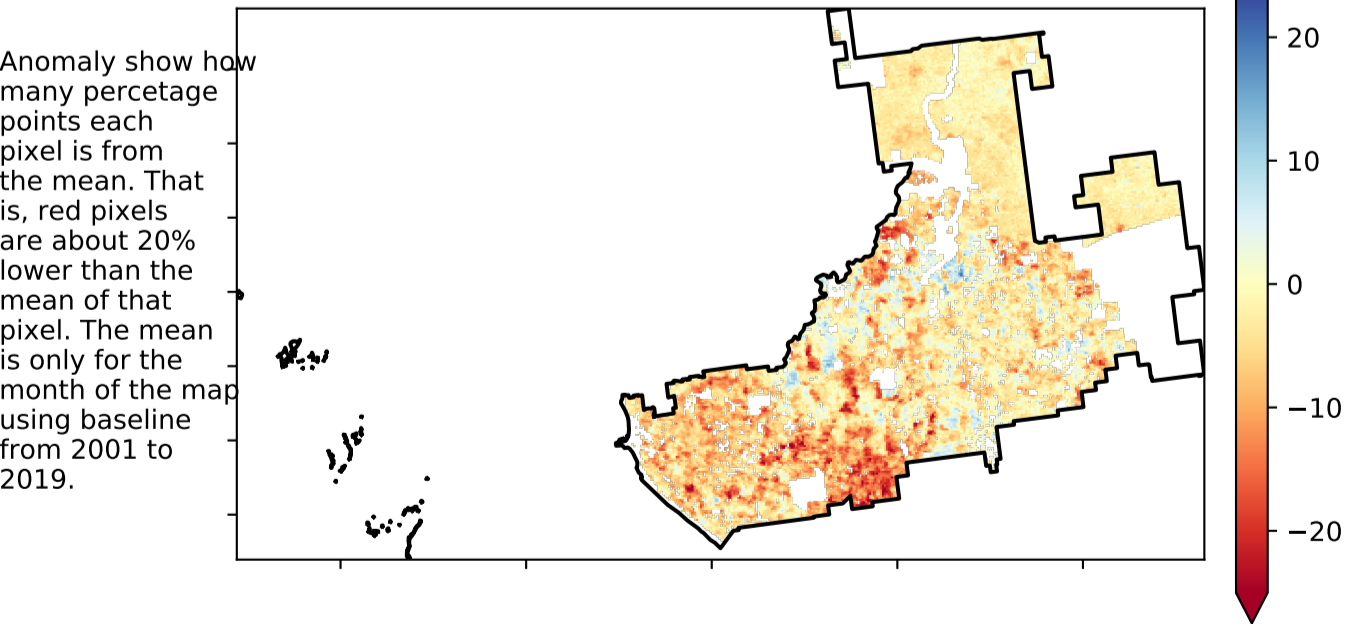 Anomaly show how
many percetage
points each
pixel is from
the mean. That
is, red pixels
are about 20%
lower than the
mean of that
pixel. The mean
is only for the
month of the map
using baseline
from 2001 to
2019.
20
10
0
−10
−20